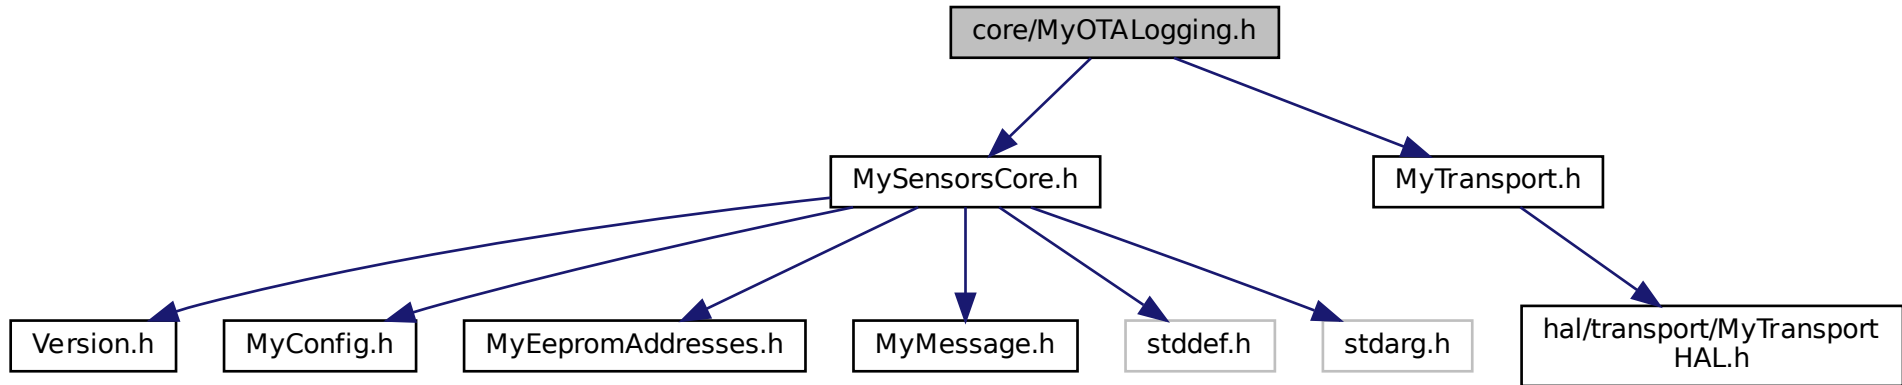 core/MyOTALogging.h
MySensorsCore.h
MyTransport.h
Version.h
MyConfig.h
MyEepromAddresses.h
MyMessage.h
stddef.h
stdarg.h
hal/transport/MyTransport
HAL.h